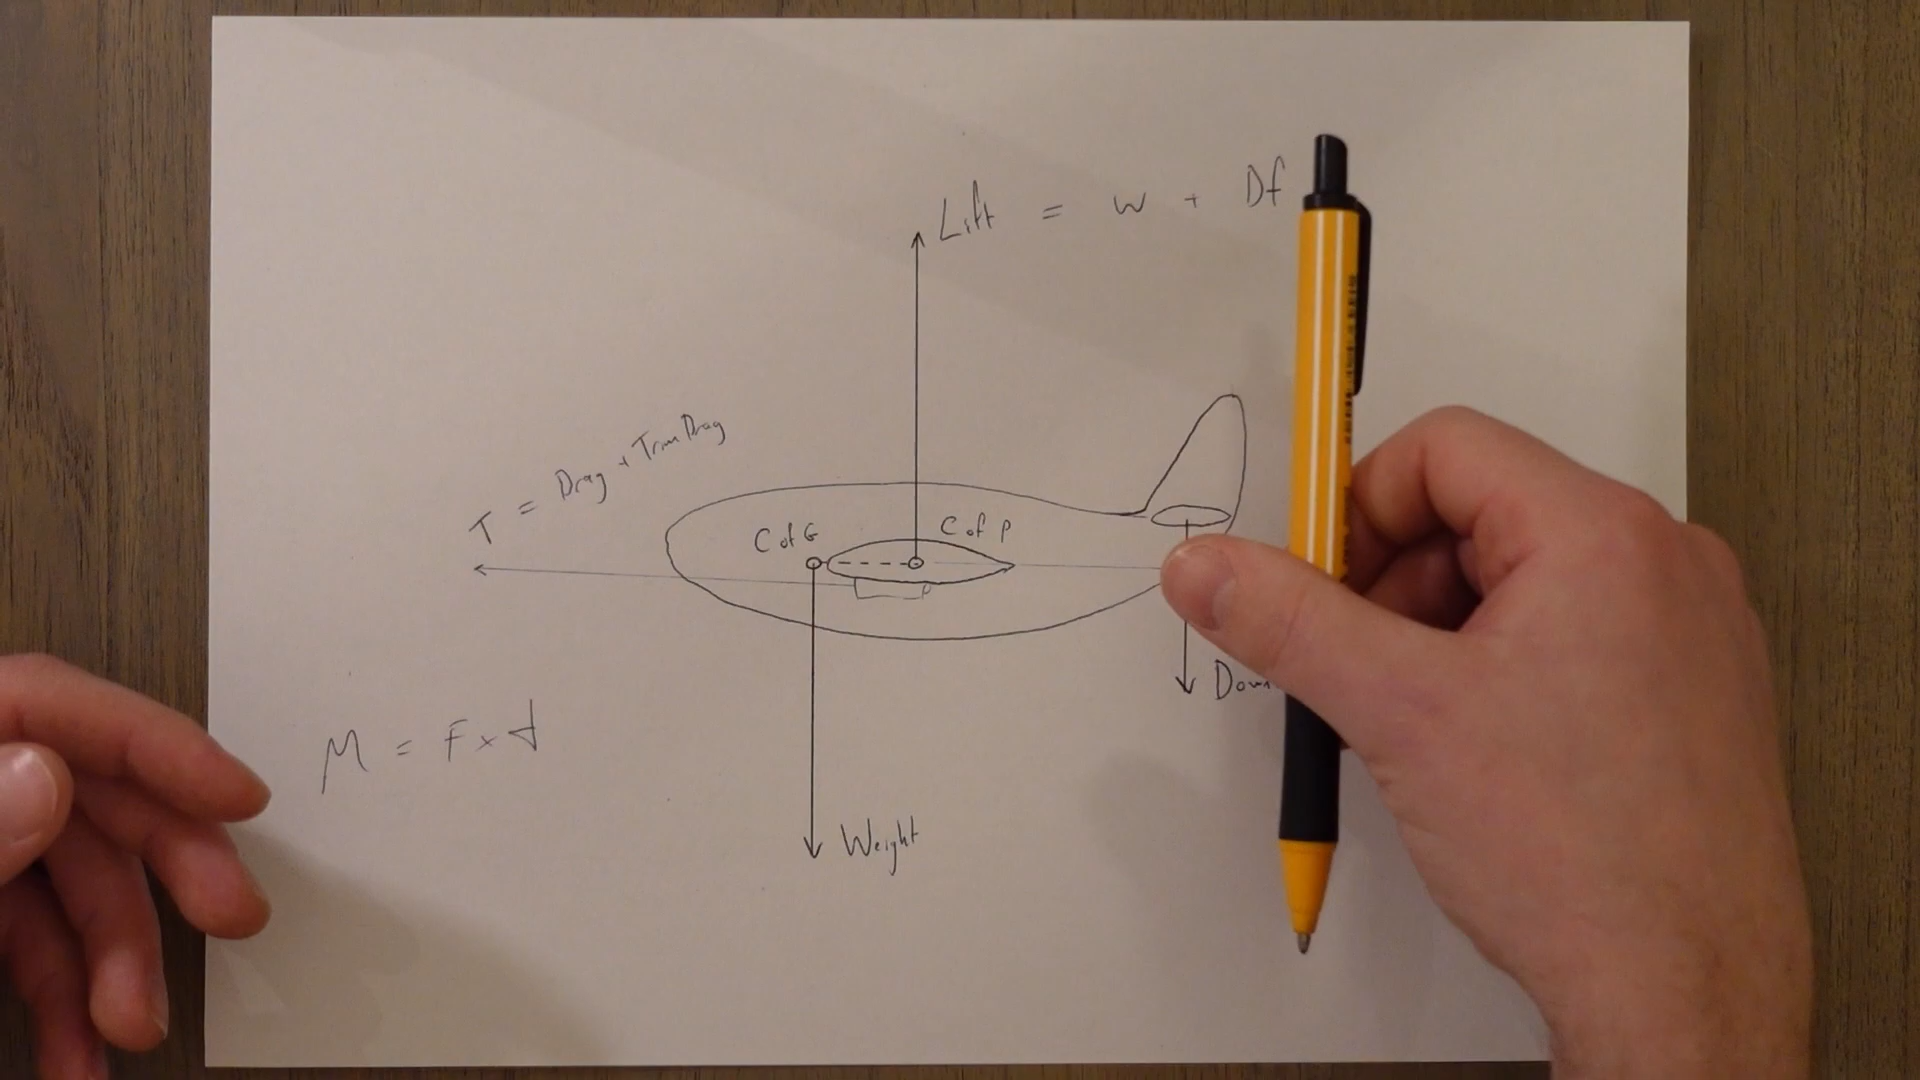 Lift = W + Df
T = Drag + Trim Drag
C of G
C of P
M = F x d
Weight